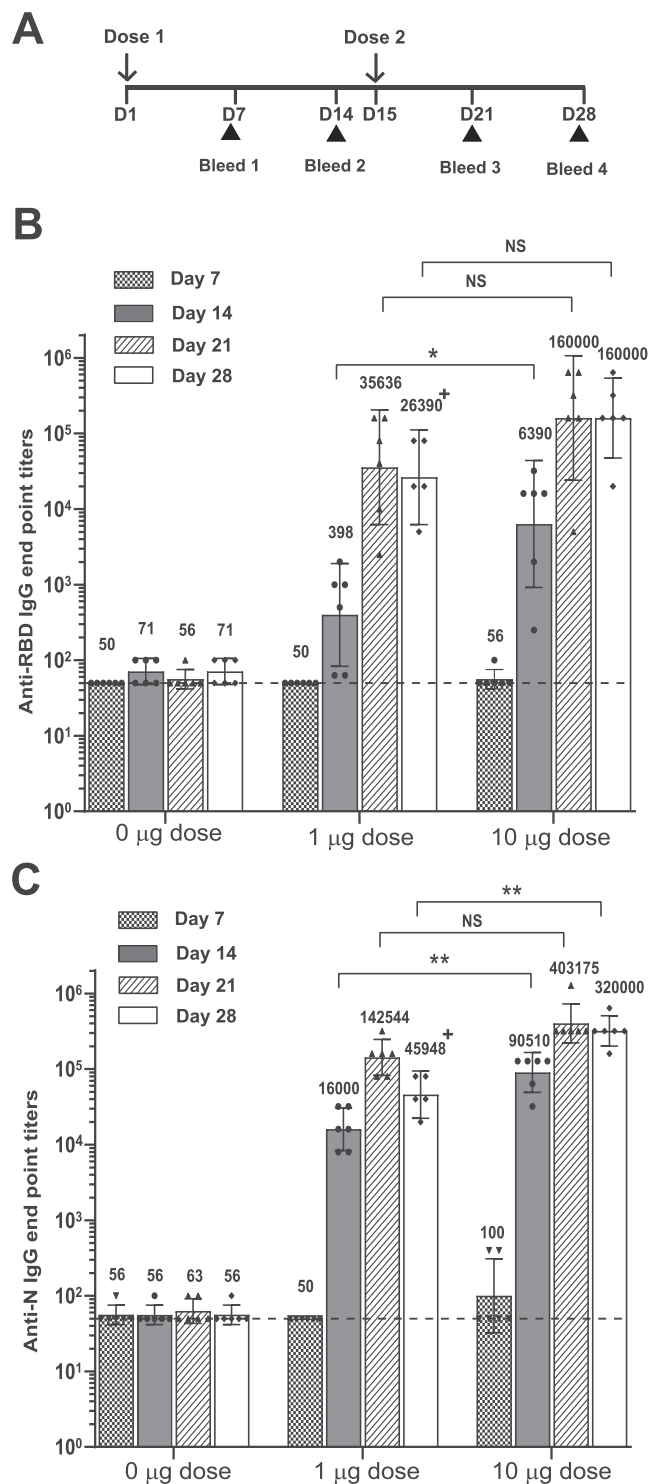 A
Dose 1 Dose 2
D1 D7 D14 D15 D21 D28
Bleed 1 Bleed 2 Bleed 3 Bleed 4
B
NS
Day 7
NS
Day 14
Day 21
Day 28
*
Anti-RBD IgG end point titers
10⁶
10⁵
10⁴
10³
10²
10¹
10⁰
50 71 56 71
50 398 35636 26390+
56 6390 160000 160000
0 µg dose 1 µg dose 10 µg dose
C
**
Day 7
NS
Day 14
**
Day 21
Day 28
Anti-N IgG end point titers
10⁶
10⁵
10⁴
10³
10²
10¹
10⁰
56 56 63 56
50 16000 142544 45948+
100 90510 403175 320000
0 µg dose 1 µg dose 10 µg dose